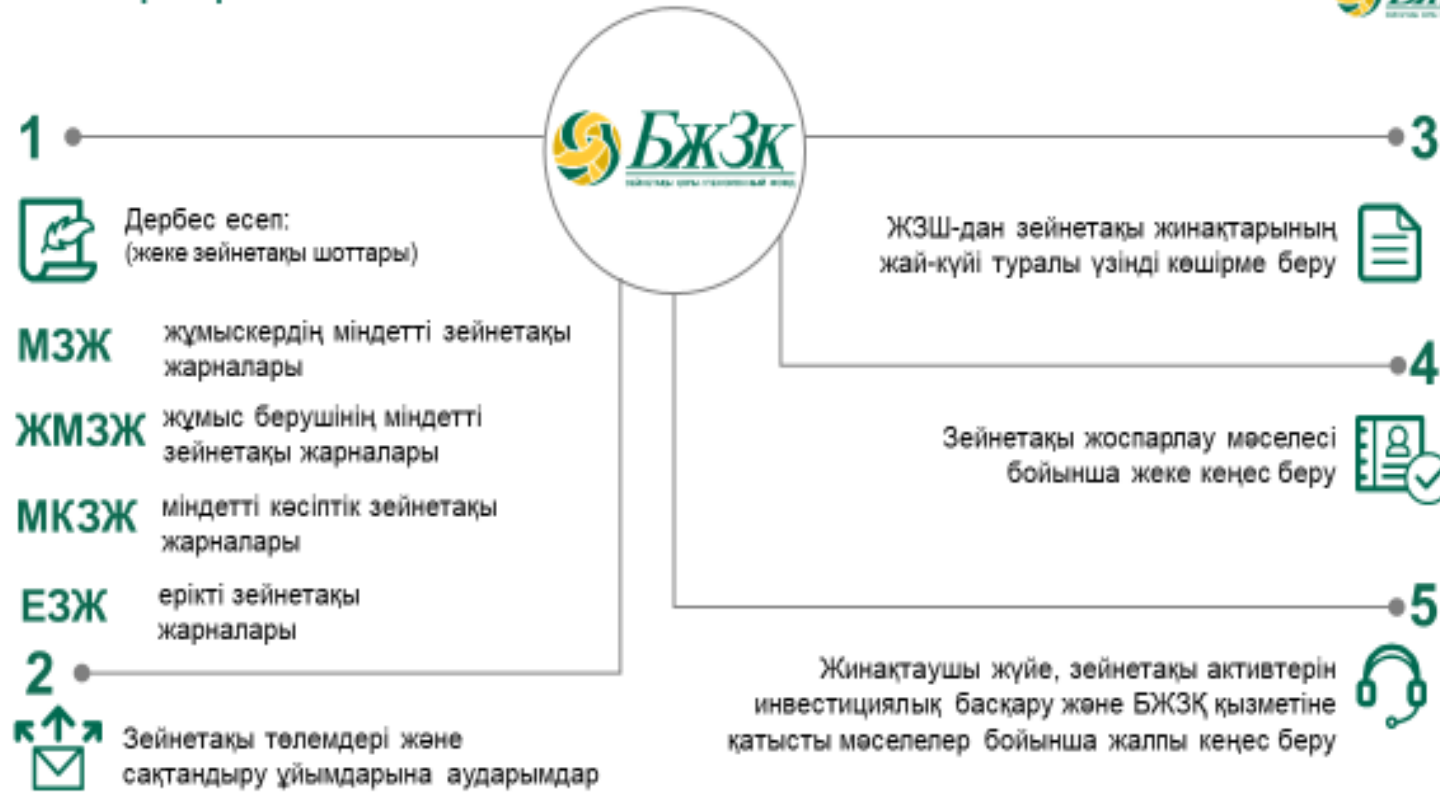 БЖЗҚ
1
Дербес есеп:
(жеке зейнетақы шоттары)
МЗЖ
жұмыскердің міндетті зейнетақы
жарналары
ЖМЗЖ
жұмыс берушінің міндетті
зейнетақы жарналары
МКЗЖ
міндетті кәсіптік зейнетақы
жарналары
ЕЗЖ
ерікті зейнетақы
жарналары
2
Зейнетақы төлемдері және
сақтандыру ұйымдарына аударымдар
3
ЖЗШ-дан зейнетақы жинақтарының
жай-күйі туралы үзінді көшірме беру
4
Зейнетақы жоспарлау мәселесі
бойынша жеке кеңес беру
5
Жинақтаушы жүйе, зейнетақы активтерін
инвестициялық басқару және БЖЗҚ қызметіне
қатысты мәселелер бойынша жалпы кеңес беру